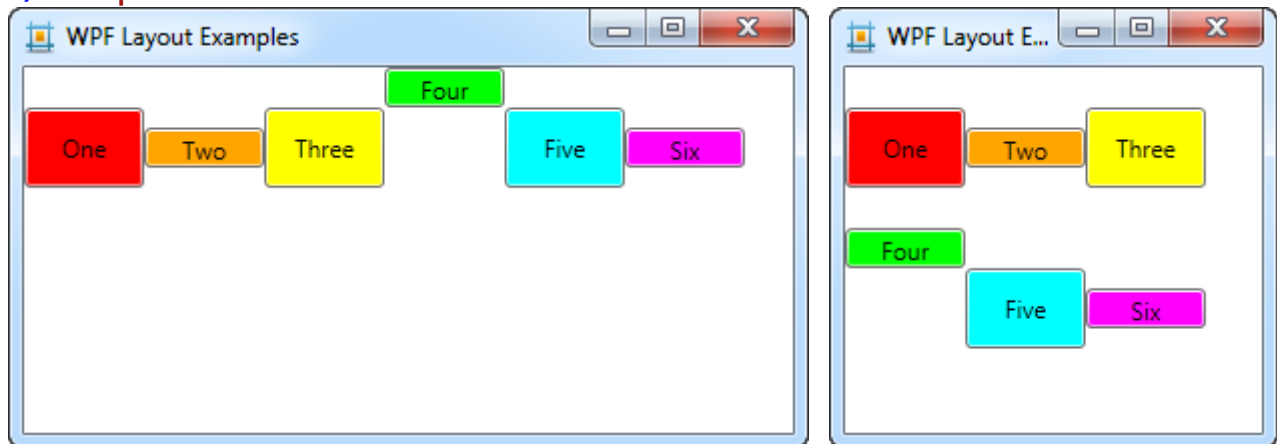 WPF Layout Examples
Four
One Two Three Five Six
WPF Layout E...
One Two Three
Four
Five Six